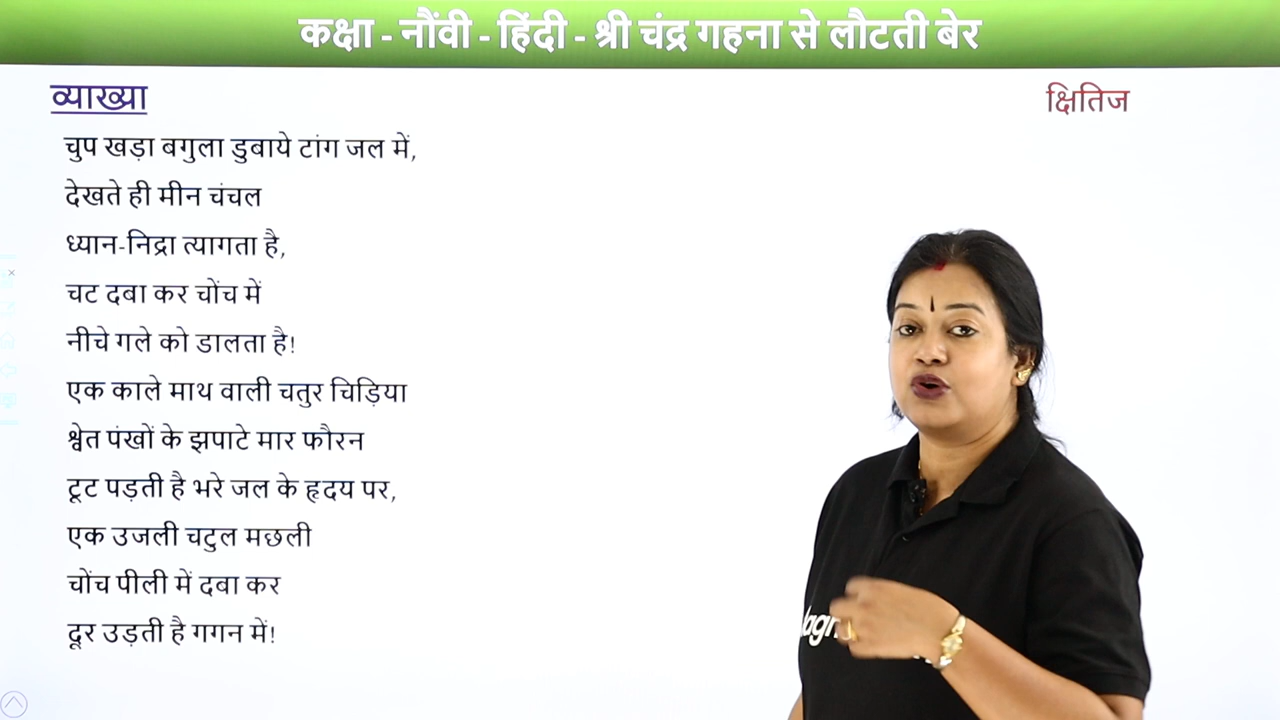 कक्षा - नौंवी - हिंदी - श्री चंद्र गहना से लौटती बेर
व्याख्या
क्षितिज
चुप खड़ा बगुला डुबाये टांग जल में,
देखते ही मीन चंचल
ध्यान-निद्रा त्यागता है,
चट दबा कर चोंच में
नीचे गले को डालता है!
एक काले माथ वाली चतुर चिड़िया
श्वेत पंखों के झपाटे मार फौरन
टूट पड़ती है भरे जल के हृदय पर,
एक उजली चटुल मछली
चोंच पीली में दबा कर
दूर उड़ती है गगन में!